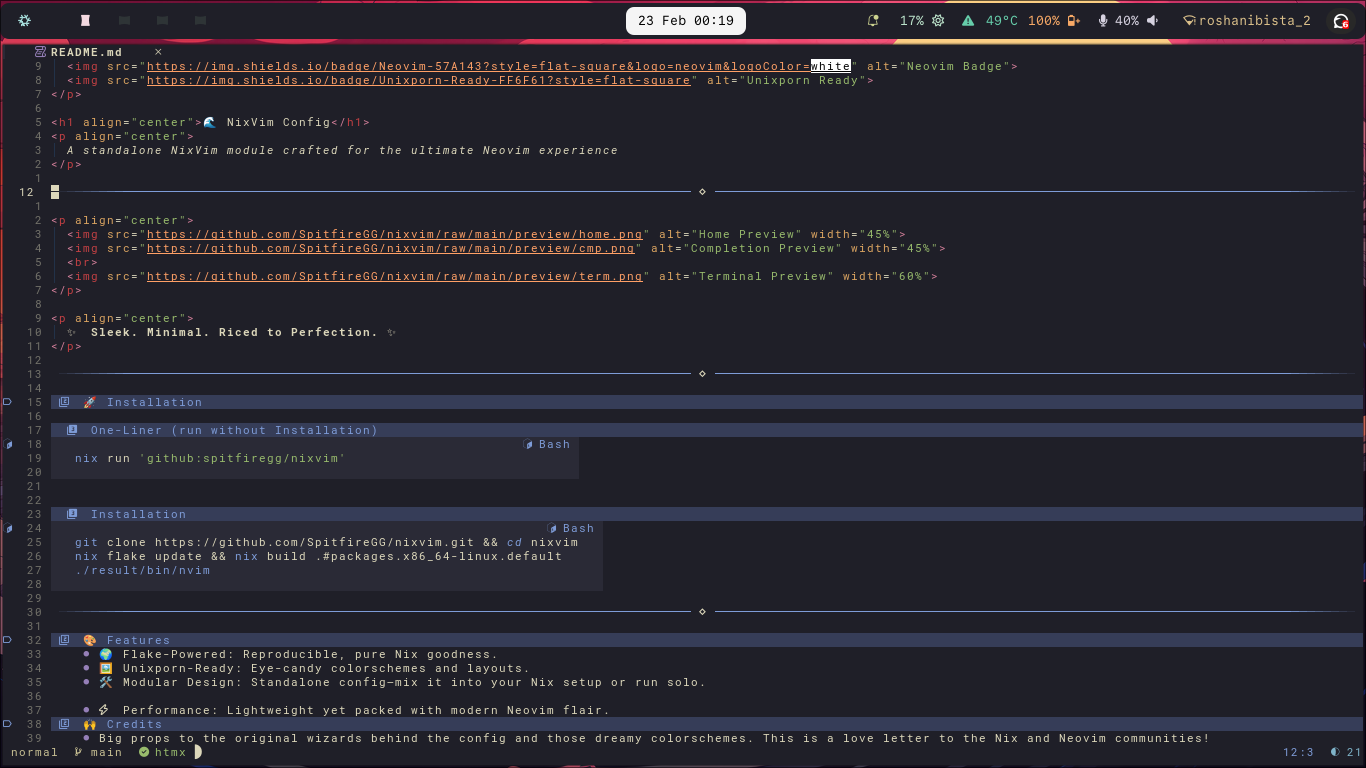 23 Feb 00:19
17%
49°C 100%
40%
roshanibista_2
6
README.md ×
9 <img src="https://img.shields.io/badge/Neovim-57A143?style=flat-square&logo=neovim&logoColor=white" alt="Neovim Badge">
8 <img src="https://img.shields.io/badge/Unixporn-Ready-FF6F61?style=flat-square" alt="Unixporn Ready">
7 </p>
6
5 <h1 align="center">🌊 NixVim Config</h1>
4 <p align="center">
3 A standalone NixVim module crafted for the ultimate Neovim experience
2 </p>
1
12
1
2 <p align="center">
3 <img src="https://github.com/SpitfireGG/nixvim/raw/main/preview/home.png" alt="Home Preview" width="45%">
4 <img src="https://github.com/SpitfireGG/nixvim/raw/main/preview/cmp.png" alt="Completion Preview" width="45%">
5 <br>
6 <img src="https://github.com/SpitfireGG/nixvim/raw/main/preview/term.png" alt="Terminal Preview" width="60%">
7 </p>
8
9 <p align="center">
10 ✨ Sleek. Minimal. Riced to Perfection. ✨
11 </p>
12
13
14
15 🚀 Installation
16
17 One-Liner (run without Installation)
18 Bash
19 nix run 'github:spitfiregg/nixvim'
20
21
22
23 Installation
24 Bash
25 git clone https://github.com/SpitfireGG/nixvim.git && cd nixvim
26 nix flake update && nix build .#packages.x86_64-linux.default
27 ./result/bin/nvim
28
29
30
31
32 🎨 Features
33 ● 🌍 Flake-Powered: Reproducible, pure Nix goodness.
34 ● 🖼️ Unixporn-Ready: Eye-candy colorschemes and layouts.
35 ● 🛠️ Modular Design: Standalone config—mix it into your Nix setup or run solo.
36
37 ● ⚡ Performance: Lightweight yet packed with modern Neovim flair.
38 🙌 Credits
39 ● Big props to the original wizards behind the config and those dreamy colorschemes. This is a love letter to the Nix and Neovim communities!
normal main htmx 12:3 21